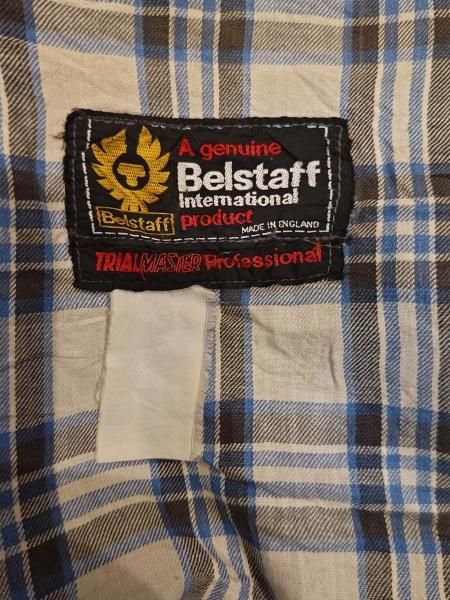 A genuine
Belstaff
International
product
MADE IN ENGLAND
Belstaff
TRIALMASTER Professional